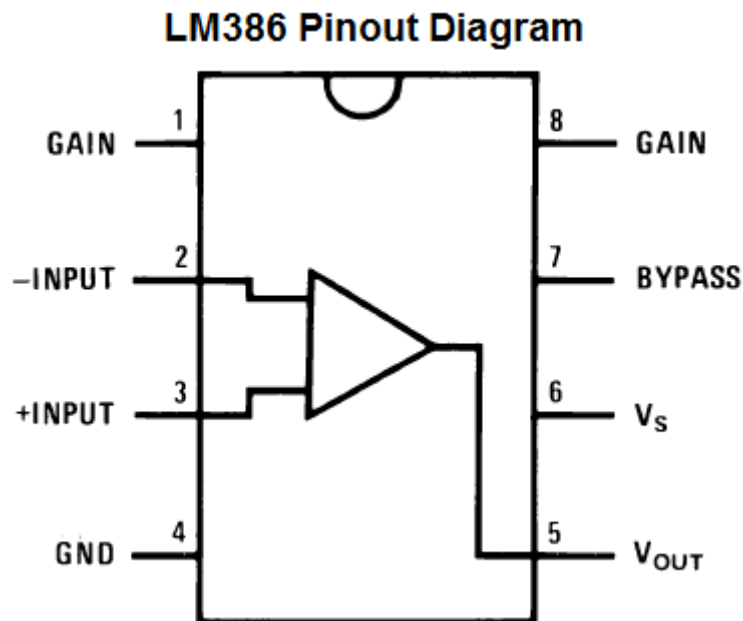 LM386 Pinout Diagram
1
GAIN
8
GAIN
2
–INPUT
7
BYPASS
3
+INPUT
6
VS
4
GND
5
VOUT